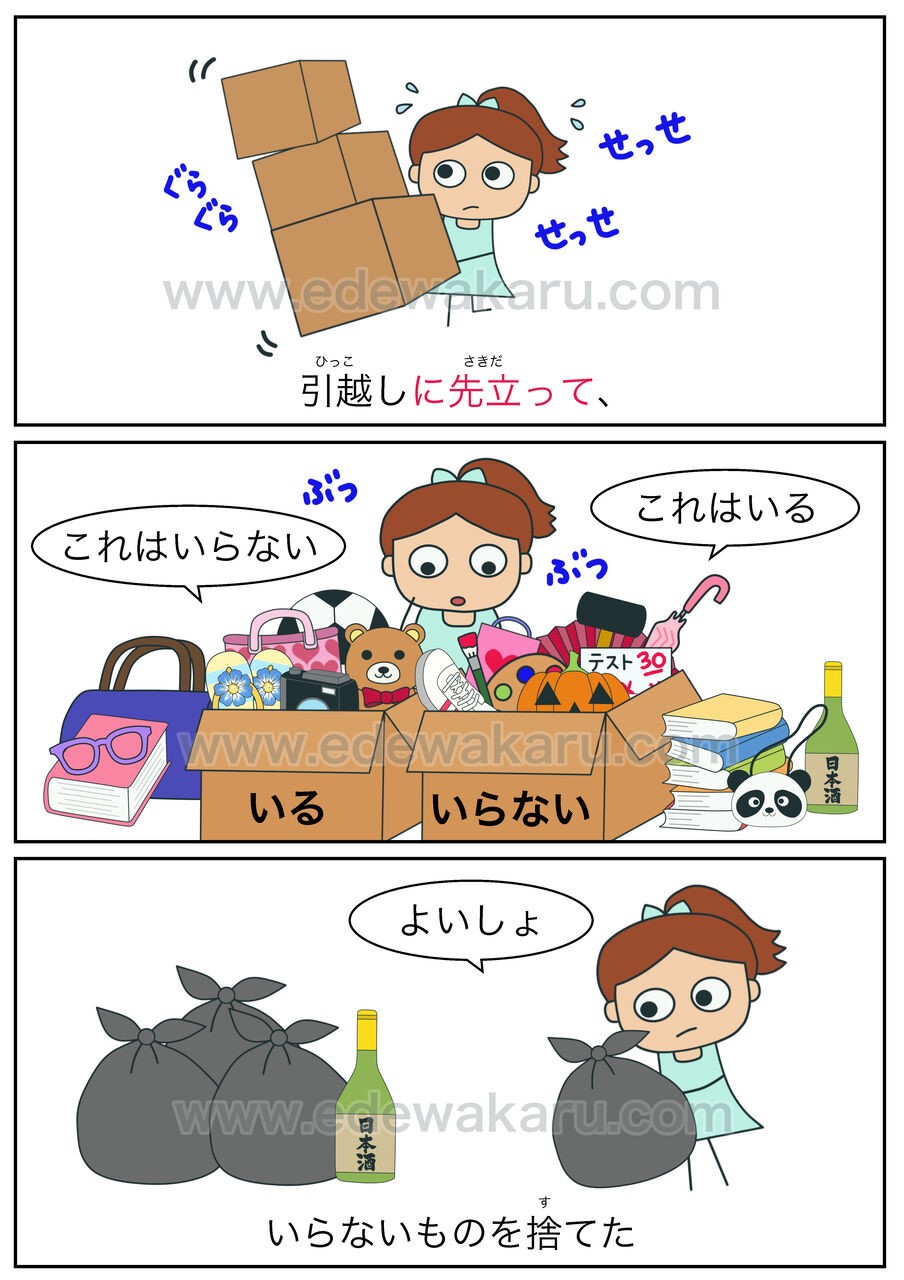 せっせ
ぐら
ぐら
せっせ
www.edewakaru.com
ひっこ さきだ
引越しに先立って、
ぶっ
これはいる
これはいらない
ぶつ
テスト 30
www.edewakaru.com
日本酒
いる
いらない
よいしょ
www.edewakaru.com
日本酒
す
いらないものを捨てた